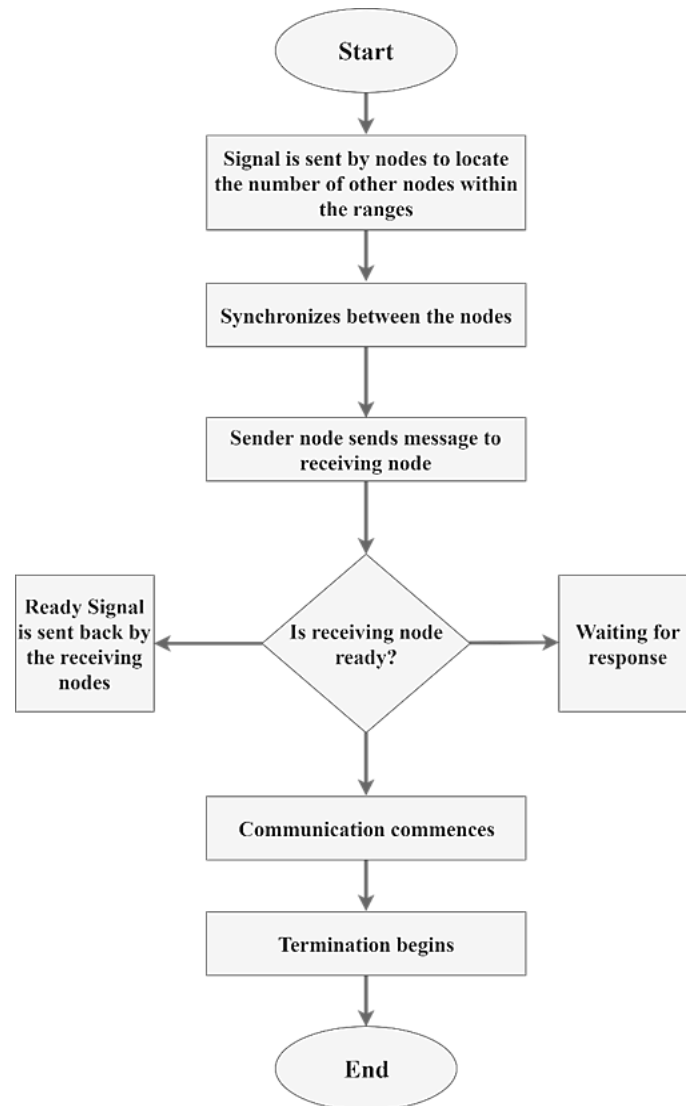 Start
Signal is sent by nodes to locate
the number of other nodes within
the ranges
Synchronizes between the nodes
Sender node sends message to
receiving node
Ready Signal
is sent back by
the receiving
nodes
Is receiving node
ready?
Waiting for
response
Communication commences
Termination begins
End